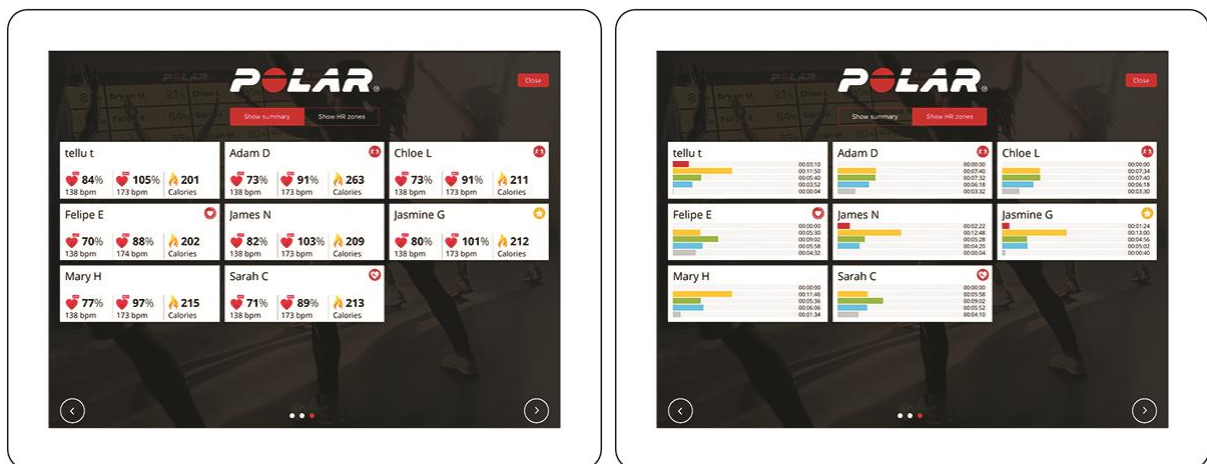 POLAR®
Close
Show summary
Show HR zones
tellu t
84% 105% 201
138 bpm 173 bpm Calories
Adam D
73% 91% 263
138 bpm 173 bpm Calories
Chloe L
73% 91% 211
138 bpm 173 bpm Calories
Felipe E
70% 88% 202
138 bpm 174 bpm Calories
James N
82% 103% 209
138 bpm 173 bpm Calories
Jasmine G
80% 101% 212
138 bpm 173 bpm Calories
Mary H
77% 97% 215
138 bpm 173 bpm Calories
Sarah C
71% 89% 213
138 bpm 173 bpm Calories
POLAR®
Close
Show summary
Show HR zones
tellu t
00:03:10
00:11:50
00:05:40
00:03:52
00:00:04
Adam D
00:00:00
00:07:40
00:07:32
00:06:18
00:03:32
Chloe L
00:00:00
00:07:34
00:07:40
00:06:18
00:03:30
Felipe E
00:00:00
00:05:30
00:09:02
00:05:58
00:04:32
James N
00:02:22
00:12:48
00:05:28
00:04:20
00:00:04
Jasmine G
00:01:24
00:13:00
00:04:56
00:05:02
00:00:40
Mary H
00:00:00
00:11:46
00:05:36
00:06:06
00:01:34
Sarah C
00:00:00
00:05:58
00:09:02
00:05:52
00:04:10